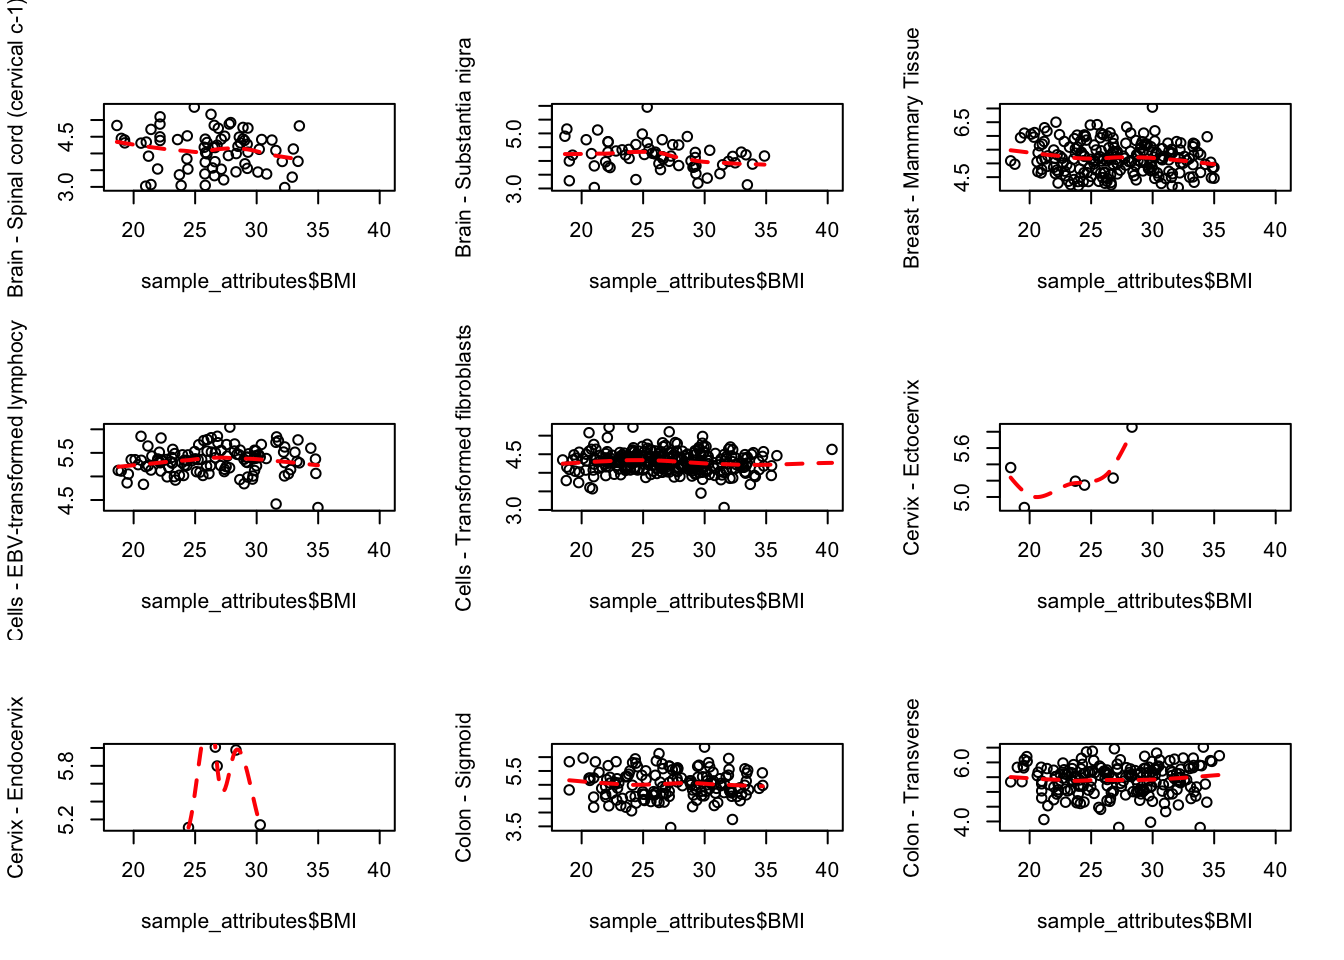 Brain - Spinal cord (cervical c-1)
3.0 4.5
20 25 30 35 40
sample_attributes$BMI
Brain - Substantia nigra
3.0 5.0
20 25 30 35 40
sample_attributes$BMI
Breast - Mammary Tissue
4.5 6.5
20 25 30 35 40
sample_attributes$BMI
Cells - EBV-transformed lymphocy
4.5 5.5
20 25 30 35 40
sample_attributes$BMI
Cells - Transformed fibroblasts
3.0 4.5
20 25 30 35 40
sample_attributes$BMI
Cervix - Ectocervix
5.0 5.6
20 25 30 35 40
sample_attributes$BMI
Cervix - Endocervix
5.2 5.8
20 25 30 35 40
sample_attributes$BMI
Colon - Sigmoid
3.5 5.5
20 25 30 35 40
sample_attributes$BMI
Colon - Transverse
4.0 6.0
20 25 30 35 40
sample_attributes$BMI